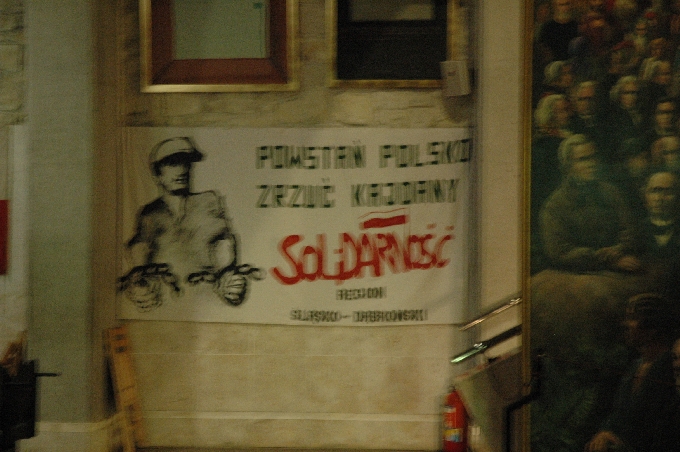 POWSTAŃ POLSKO
ZRZUĆ KAJDANY
SOLiDARNOŚĆ
REGION
ŚLĄSKO-DĄBROWSKI